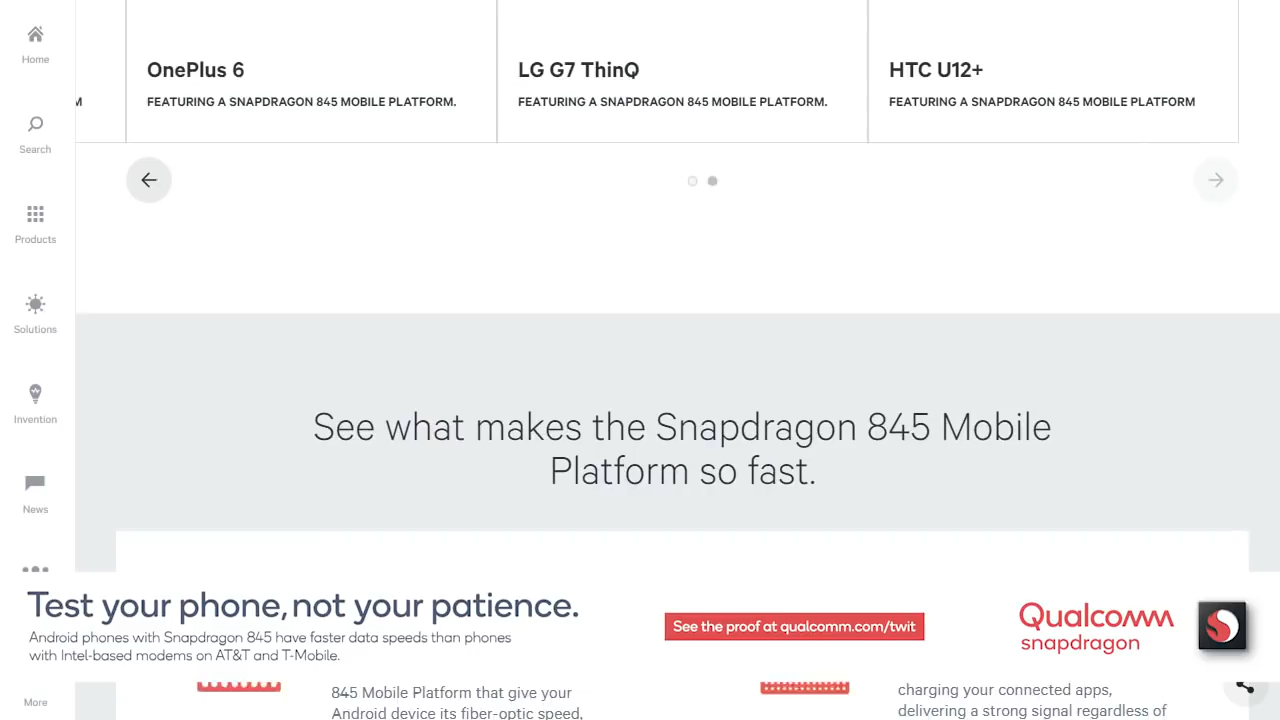 Home
Search
Products
Solutions
Invention
News
More
M
OnePlus 6
FEATURING A SNAPDRAGON 845 MOBILE PLATFORM.
LG G7 ThinQ
FEATURING A SNAPDRAGON 845 MOBILE PLATFORM.
HTC U12+
FEATURING A SNAPDRAGON 845 MOBILE PLATFORM
See what makes the Snapdragon 845 Mobile
Platform so fast.
Test your phone, not your patience.
Android phones with Snapdragon 845 have faster data speeds than phones
with Intel-based modems on AT&T and T-Mobile.
See the proof at qualcomm.com/twit
Qualcomm
snapdragon
845 Mobile Platform that give your
Android device its fiber-optic speed,
charging your connected apps,
delivering a strong signal regardless of